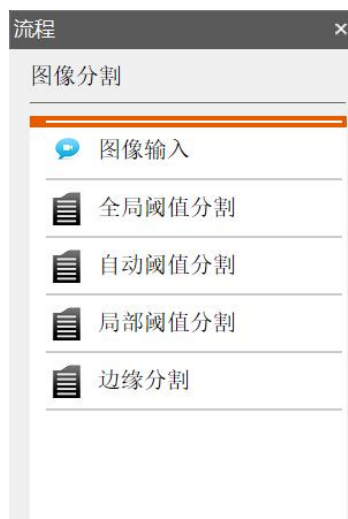 流程
图像分割
图像输入
全局阈值分割
自动阈值分割
局部阈值分割
边缘分割